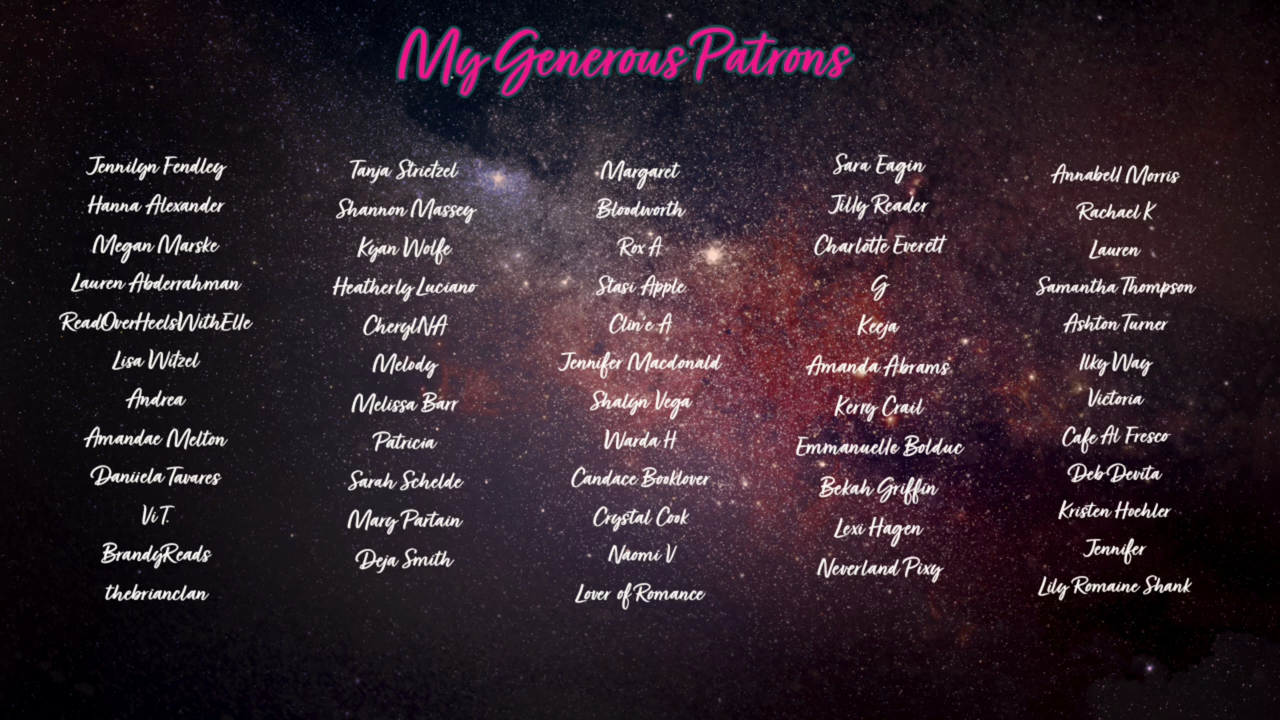 My Generous Patrons
Jennilyn Fendley
Hanna Alexander
Megan Marske
Lauren Abderrahman
ReadOverHeelsWithElle
Lisa Witzel
Andrea
Amandae Melton
Daniiela Tavares
Vi T.
BrandyReads
thebrianclan
Tanja Strietzel
Shannon Massey
Kyan Wolfe
Heatherly Luciano
CherylNA
Melody
Melissa Barr
Patricia
Sarah Schelde
Mary Partain
Deja Smith
Margaret
Bloodworth
Rox A
Stasi Apple
Clin'e A
Jennifer Macdonald
Shalyn Vega
Warda H
Candace Booklover
Crystal Cook
Naomi V
Lover of Romance
Sara Eagin
Jilly Reader
Charlotte Everett
G
Keeja
Amanda Abrams
Kerry Crail
Emmanuelle Bolduc
Bekah Griffin
Lexi Hagen
Neverland Pixy
Annabell Morris
Rachael K
Lauren
Samantha Thompson
Ashton Turner
Ilky Way
Victoria
Cafe Al Fresco
Deb Devita
Kristen Hoehler
Jennifer
Lily Romaine Shank